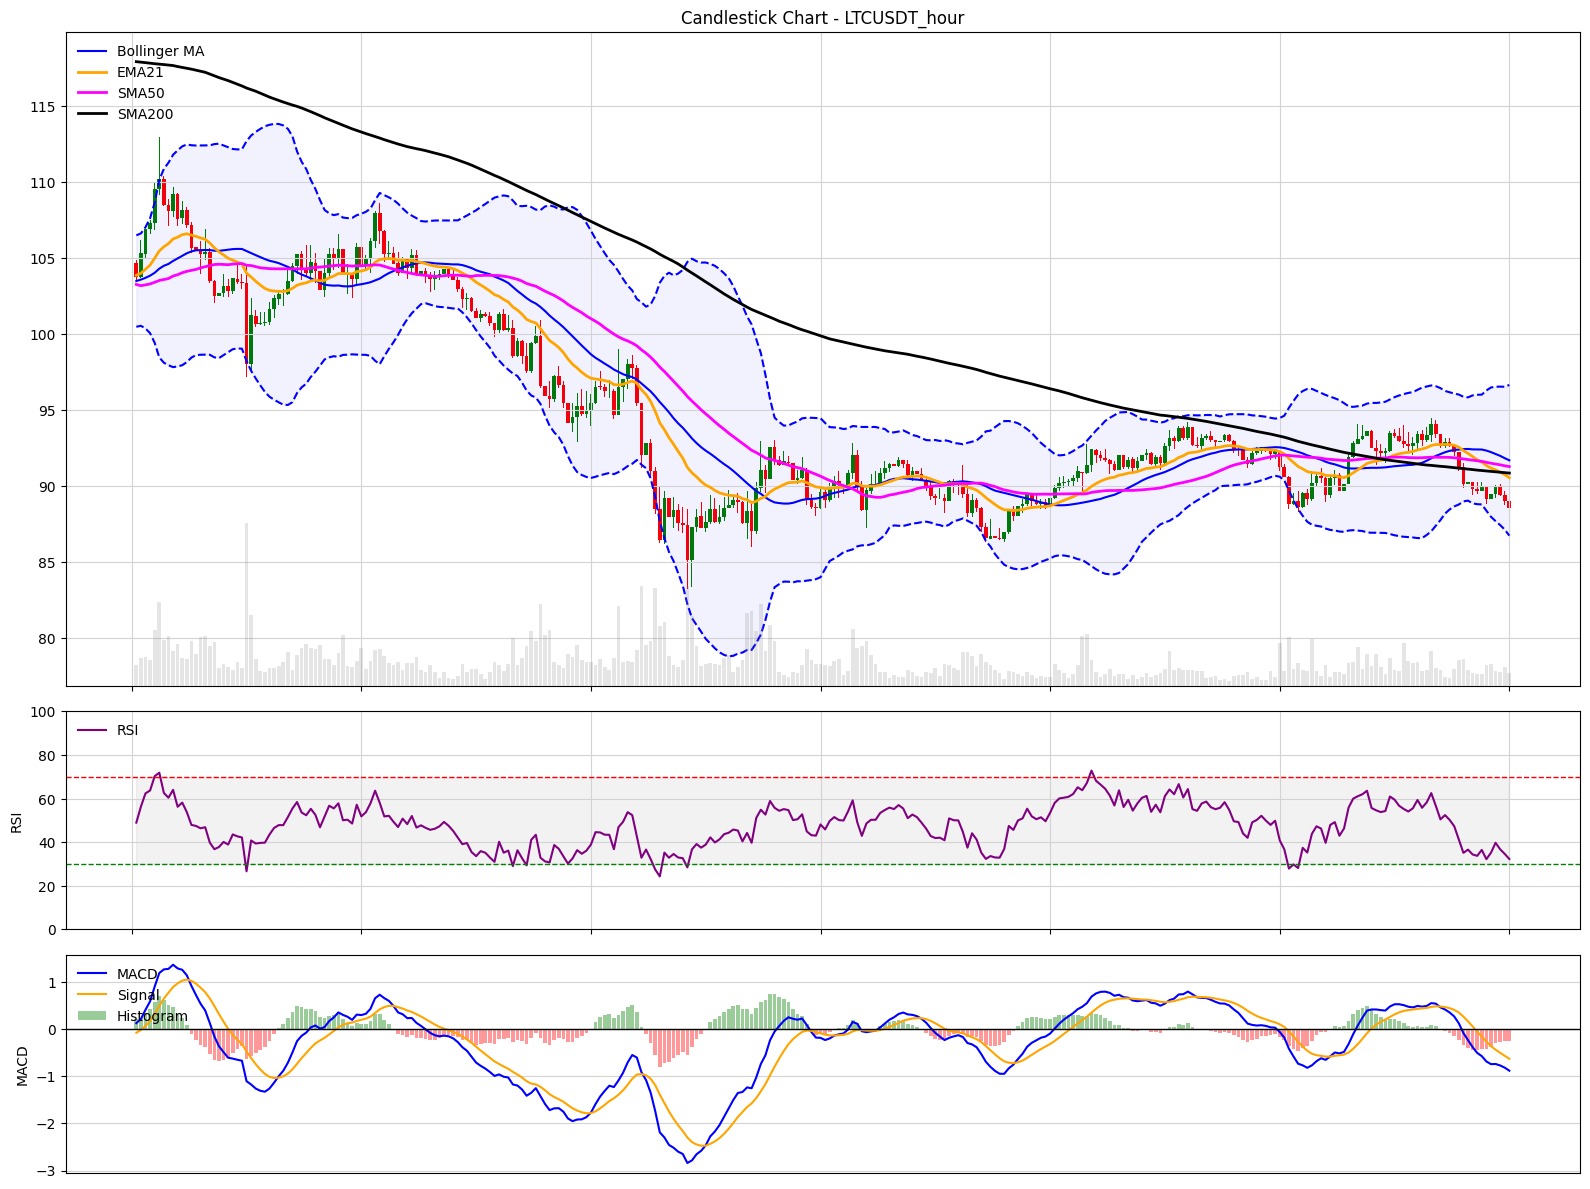 Candlestick Chart - LTCUSDT_hour
Bollinger MA
EMA21
SMA50
SMA200
115
110
105
100
95
90
85
80
100
80
60
40
20
0
RSI
RSI
1
0
−1
−2
−3
MACD
MACD
Signal
Histogram